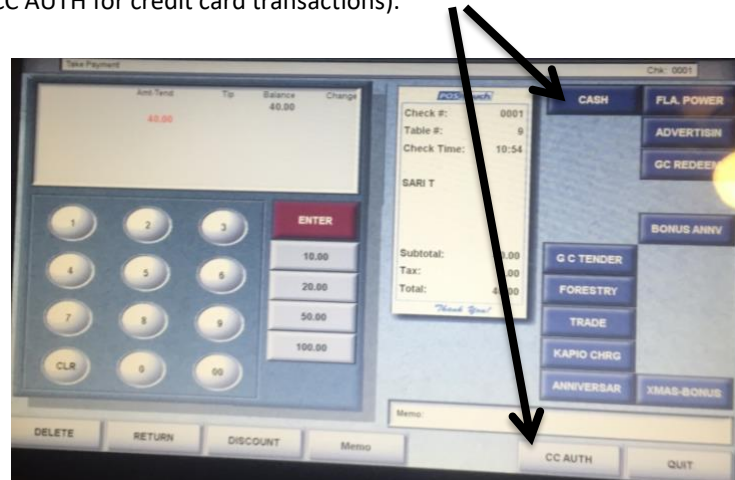 CC AUTH for credit card transactions).
Take Payment
Chk: 0001
Amt-Tend Tip Balance Change
40.00
40.00
Check #: 0001
Table #: 9
Check Time: 10:54
SARI T
Subtotal: .00
Tax: .00
Total: 00
Thank You!
CASH
FLA. POWER
ADVERTISIN
GC REDEEM
BONUS ANNV
G C TENDER
FORESTRY
TRADE
KAPIO CHRG
ANNIVERSAR
XMAS-BONUS
1 2 3
ENTER
4 5 6
10.00
20.00
7 8 9
50.00
100.00
CLR 0 00
Memo:
DELETE RETURN DISCOUNT Memo CC AUTH QUIT